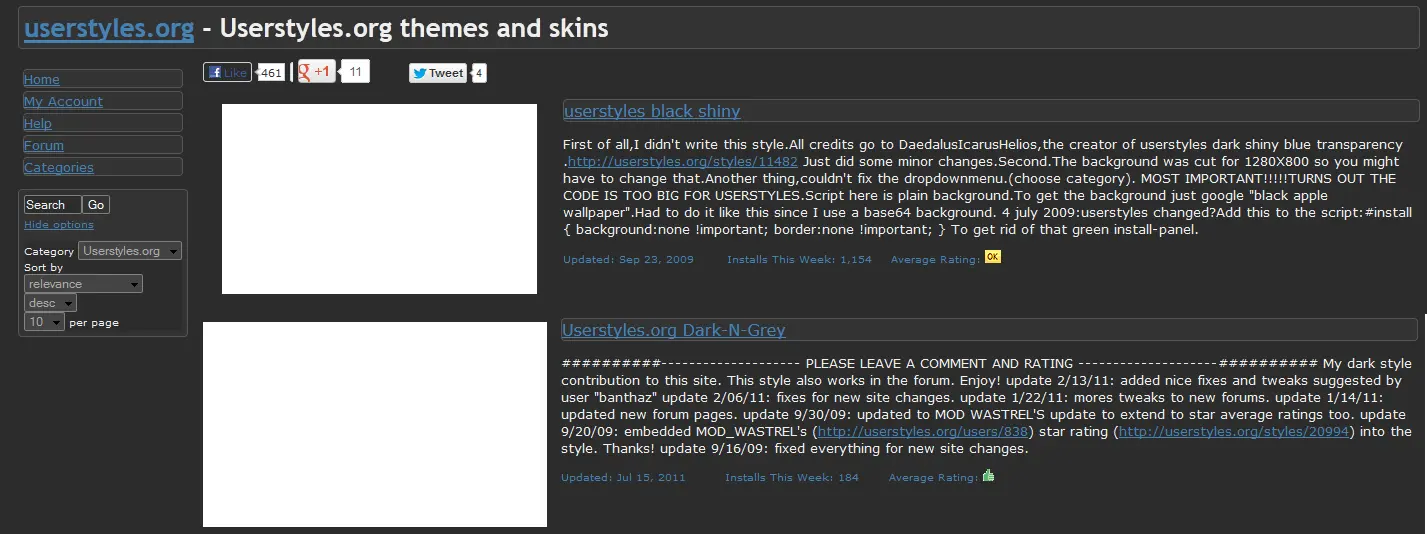 userstyles.org - Userstyles.org themes and skins
Like 461 +1 11 Tweet 4
Home
My Account
Help
Forum
Categories
Search Go
Hide options
Category Userstyles.org
Sort by
relevance
desc
10 per page
userstyles black shiny
First of all,I didn't write this style.All credits go to DaedalusIcarusHelios,the creator of userstyles dark shiny blue transparency
.http://userstyles.org/styles/11482 Just did some minor changes.Second.The background was cut for 1280X800 so you might
have to change that.Another thing,couldn't fix the dropdownmenu.(choose category). MOST IMPORTANT!!!!!TURNS OUT THE
CODE IS TOO BIG FOR USERSTYLES.Script here is plain background.To get the background just google "black apple
wallpaper".Had to do it like this since I use a base64 background. 4 july 2009:userstyles changed?Add this to the script:#install
{ background:none !important; border:none !important; } To get rid of that green install-panel.
Updated: Sep 23, 2009 Installs This Week: 1,154 Average Rating: OK
Userstyles.org Dark-N-Grey
##########-------------------- PLEASE LEAVE A COMMENT AND RATING --------------------########## My dark style
contribution to this site. This style also works in the forum. Enjoy! update 2/13/11: added nice fixes and tweaks suggested by
user "banthaz" update 2/06/11: fixes for new site changes. update 1/22/11: mores tweaks to new forums. update 1/14/11:
updated new forum pages. update 9/30/09: updated to MOD WASTREL'S update to extend to star average ratings too. update
9/20/09: embedded MOD_WASTREL's (http://userstyles.org/users/838) star rating (http://userstyles.org/styles/20994) into the
style. Thanks! update 9/16/09: fixed everything for new site changes.
Updated: Jul 15, 2011 Installs This Week: 184 Average Rating: